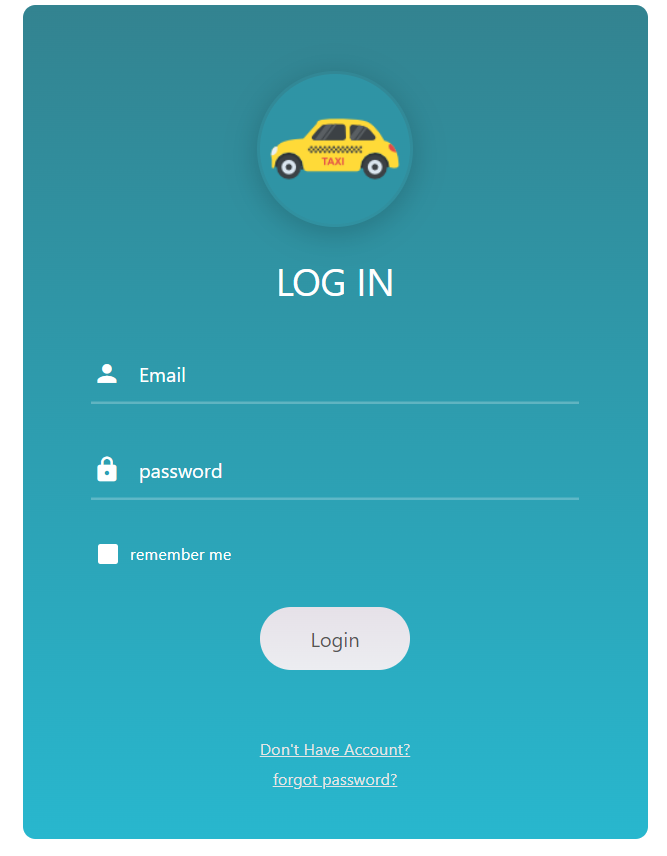 TAXI
LOG IN
Email
password
remember me
Login
Don't Have Account?
forgot password?